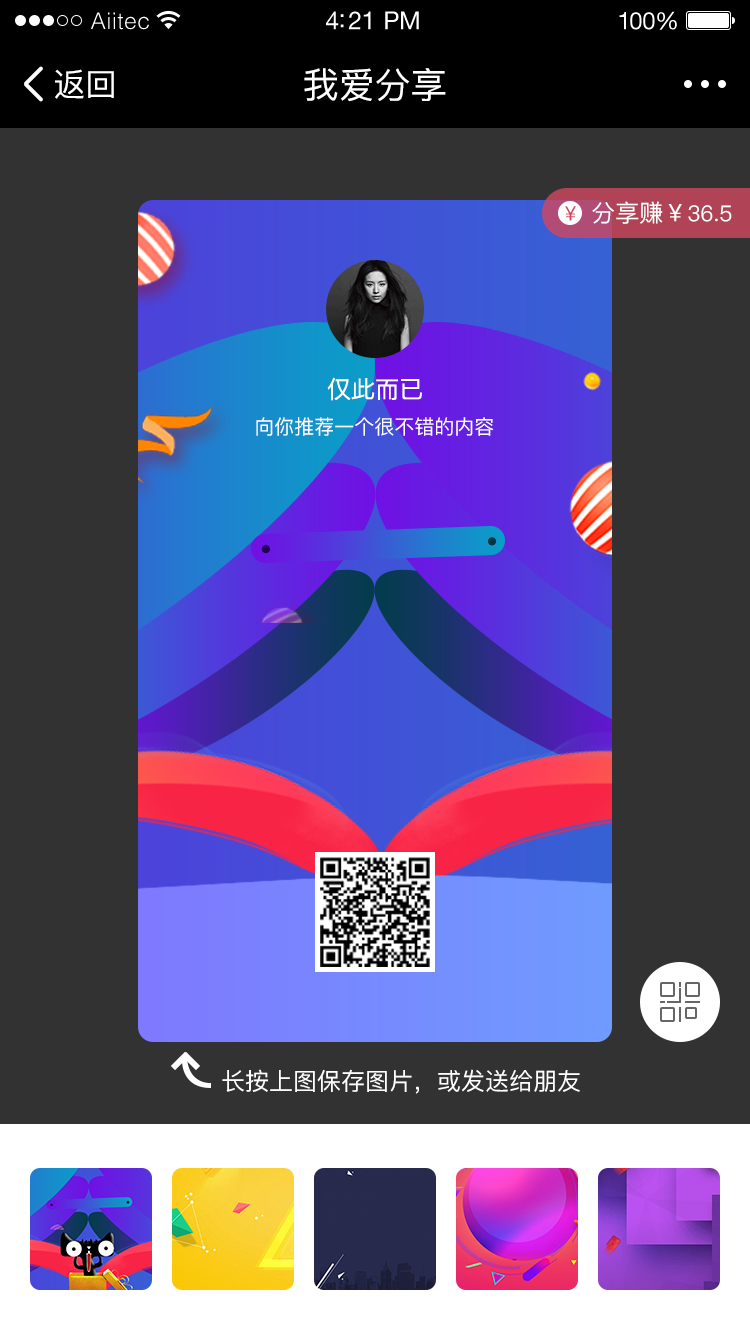 Aiitec 4:21 PM 100%
返回 我爱分享
¥ 分享赚￥36.5
仅此而已
向你推荐一个很不错的内容
长按上图保存图片，或发送给朋友